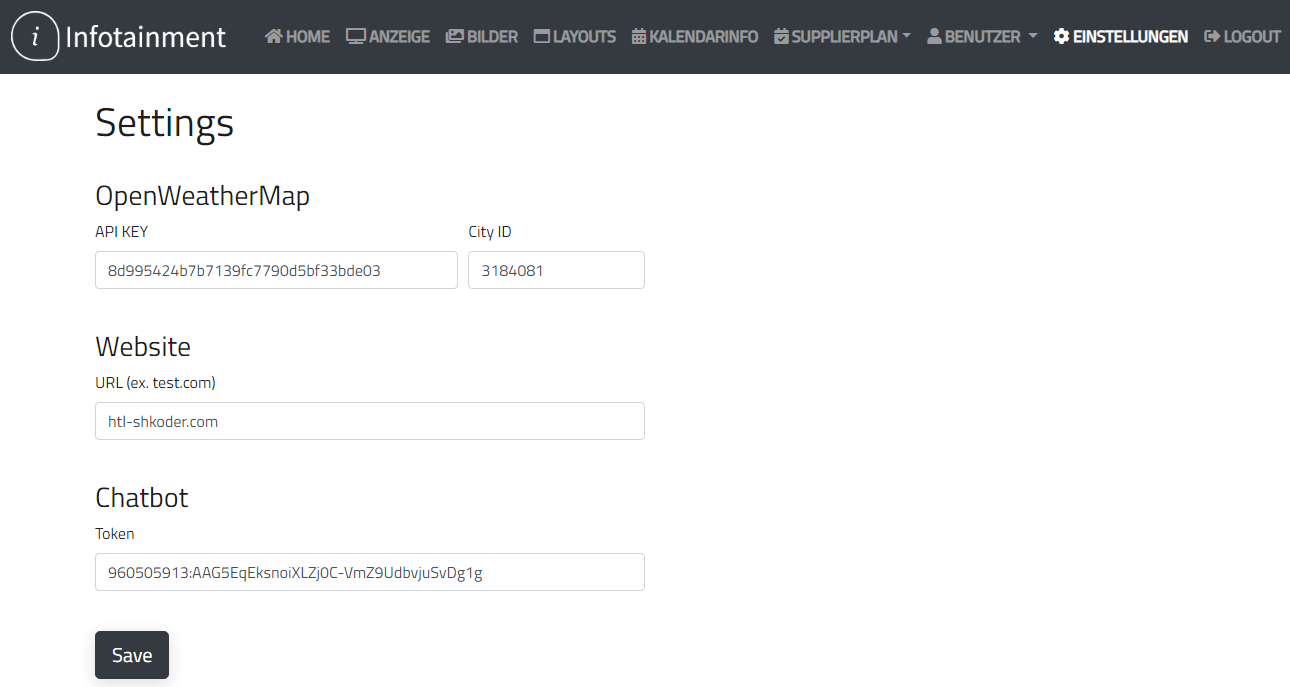 i Infotainment HOME ANZEIGE BILDER LAYOUTS KALENDARINFO SUPPLIERPLAN BENUTZER EINSTELLUNGEN LOGOUT
Settings
OpenWeatherMap
API KEY City ID
8d995424b7b7139fc7790d5bf33bde03 3184081
Website
URL (ex. test.com)
htl-shkoder.com
Chatbot
Token
960505913:AAG5EqEksnoiXLZj0C-VmZ9UdbvjuSvDg1g
Save